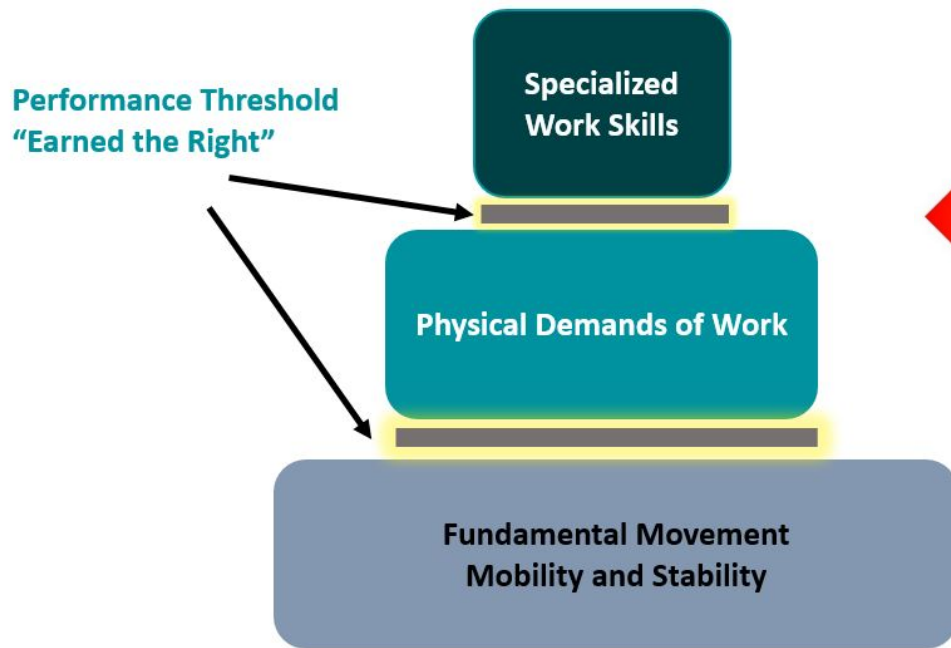 Specialized
Work Skills
Performance Threshold
“Earned the Right”
Physical Demands of Work
Fundamental Movement
Mobility and Stability